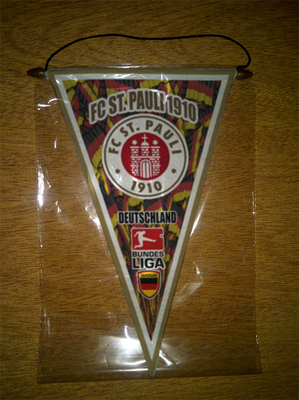 FC ST. PAULI 1910
FC ST. PAULI
1910
DEUTSCHLAND
BUNDES
LIGA